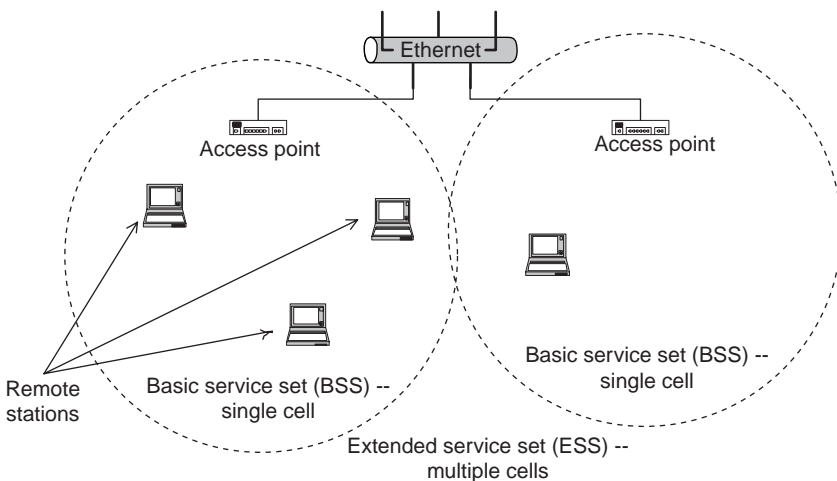 Ethernet
Access point
Access point
Remote
stations
Basic service set (BSS) --
single cell
Basic service set (BSS) --
single cell
Extended service set (ESS) --
multiple cells